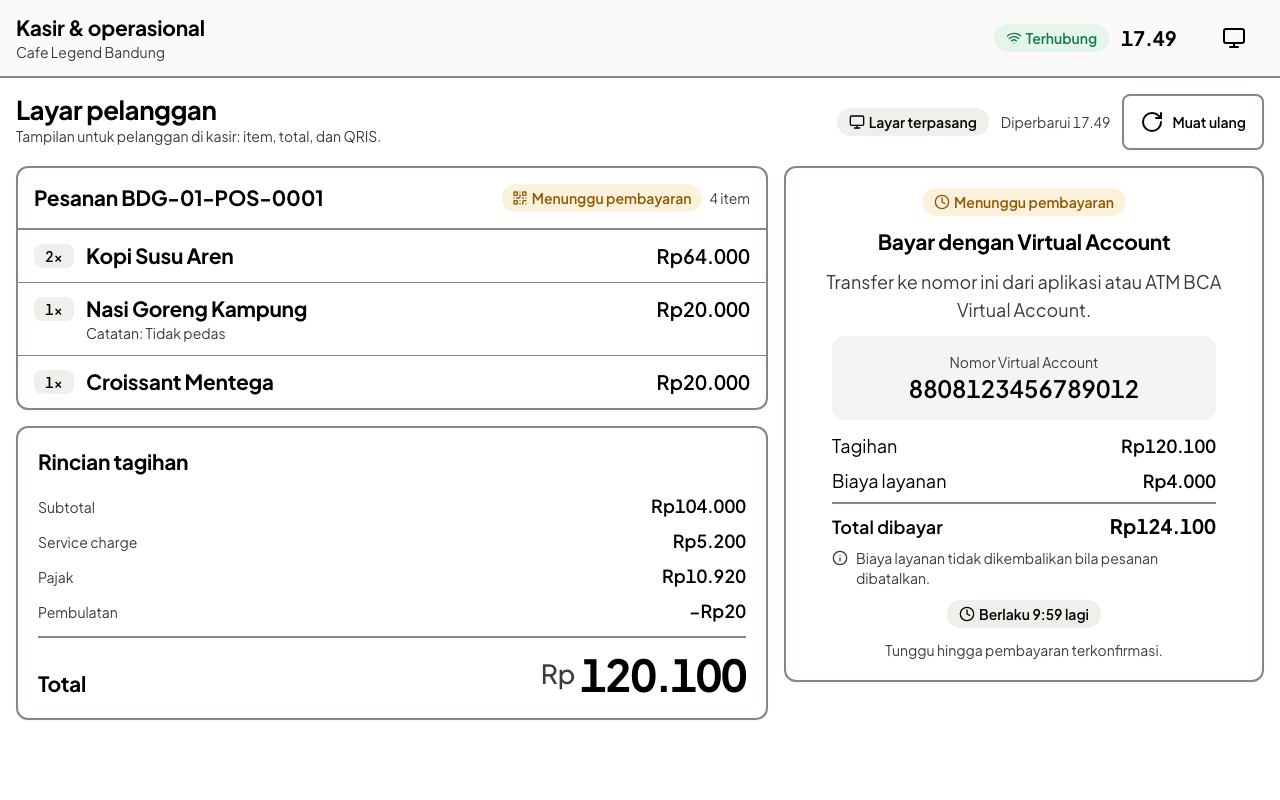 Kasir & operasional
Cafe Legend Bandung
Terhubung
17.49
Layar pelanggan
Tampilan untuk pelanggan di kasir: item, total, dan QRIS.
Layar terpasang
Diperbarui 17.49
Muat ulang
Pesanan BDG-01-POS-0001
Menunggu pembayaran
4 item
2× Kopi Susu Aren Rp64.000
1× Nasi Goreng Kampung Rp20.000
Catatan: Tidak pedas
1× Croissant Mentega Rp20.000
Rincian tagihan
Subtotal Rp104.000
Service charge Rp5.200
Pajak Rp10.920
Pembulatan −Rp20
Total Rp 120.100
Menunggu pembayaran
Bayar dengan Virtual Account
Transfer ke nomor ini dari aplikasi atau ATM BCA
Virtual Account.
Nomor Virtual Account
8808123456789012
Tagihan Rp120.100
Biaya layanan Rp4.000
Total dibayar Rp124.100
Biaya layanan tidak dikembalikan bila pesanan
dibatalkan.
Berlaku 9:59 lagi
Tunggu hingga pembayaran terkonfirmasi.